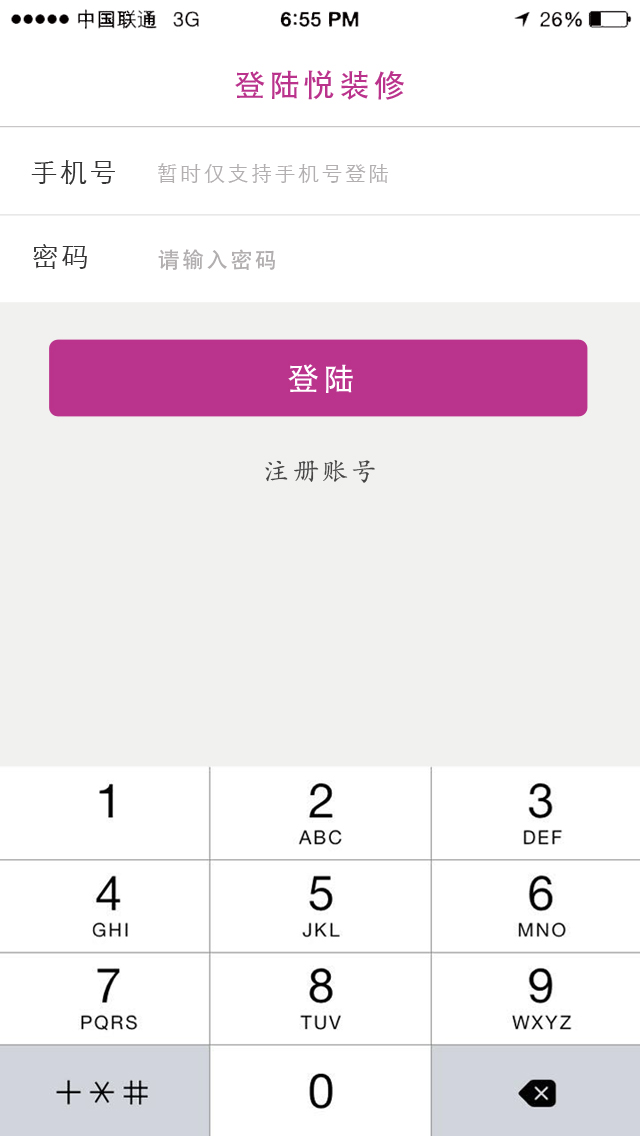 中国联通 3G 6:55 PM 26%
登陆悦装修
手机号 暂时仅支持手机号登陆
密码 请输入密码
登陆
注册账号
1 2 3
ABC DEF
4 5 6
GHI JKL MNO
7 8 9
PQRS TUV WXYZ
+*# 0